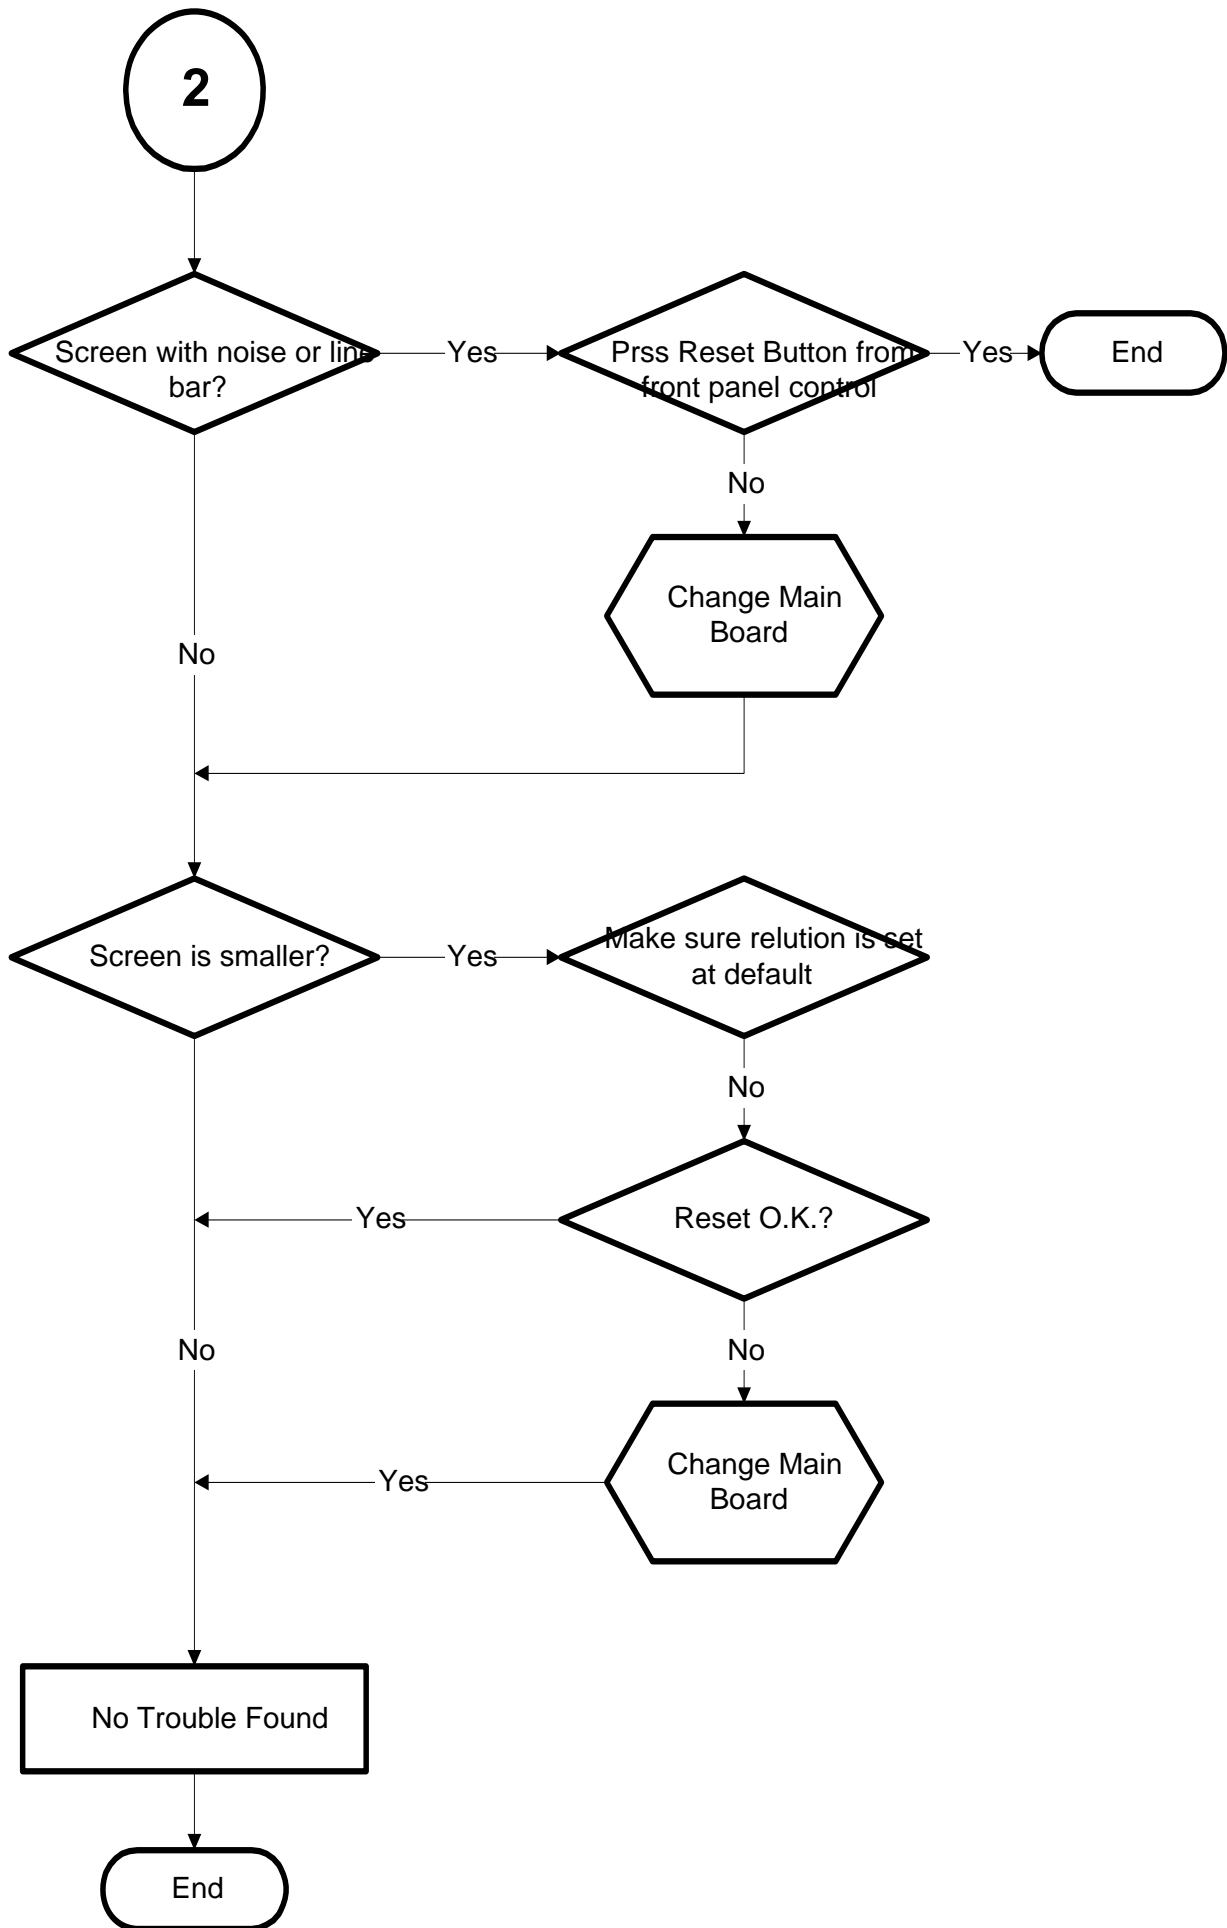 2
Screen with noise or line
bar?
Yes
Prss Reset Button from
front panel control
Yes
End
No
Change Main
Board
No
Screen is smaller?
Yes
Make sure relution is set
at default
No
Yes
Reset O.K.?
No
No
Change Main
Board
Yes
No Trouble Found
End